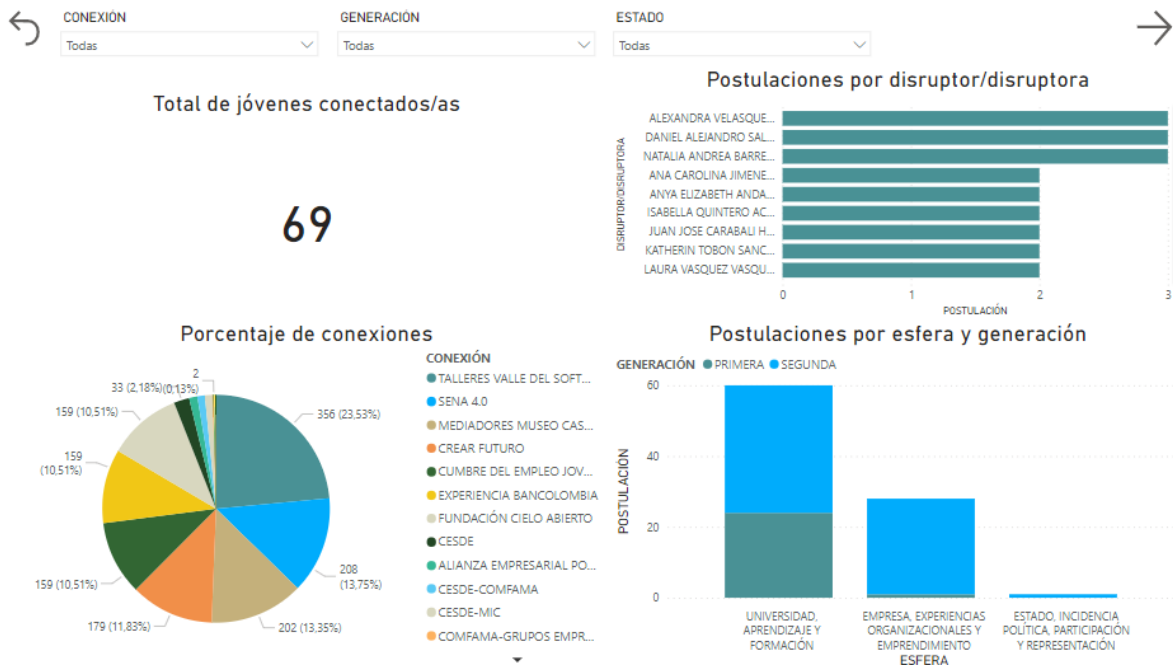 CONEXIÓN
Todas
GENERACIÓN
Todas
ESTADO
Todas
Total de jóvenes conectados/as
69
Postulaciones por disruptor/disruptora
DISRUPTOR/DISRUPTORA
ALEXANDRA VELASQUE...
DANIEL ALEJANDRO SAL...
NATALIA ANDREA BARRE...
ANA CAROLINA JIMENE...
ANYA ELIZABETH ANDA...
ISABELLA QUINTERO AC...
JUAN JOSE CARABALI H...
KATHERIN TOBON SANC...
LAURA VASQUEZ VASQU...
0 1 2 3
POSTULACIÓN
Porcentaje de conexiones
356 (23,53%)
208
(13,75%)
202 (13,35%)
179 (11,83%)
159 (10,51%)
159
(10,51%)
159 (10,51%)
33 (2,18%)
2
(0,13%)
CONEXIÓN
TALLERES VALLE DEL SOFT...
SENA 4.0
MEDIADORES MUSEO CAS...
CREAR FUTURO
CUMBRE DEL EMPLEO JOV...
EXPERIENCIA BANCOLOMBIA
FUNDACIÓN CIELO ABIERTO
CESDE
ALIANZA EMPRESARIAL PO...
CESDE-COMFAMA
CESDE-MIC
COMFAMA-GRUPOS EMPR...
Postulaciones por esfera y generación
GENERACIÓN PRIMERA SEGUNDA
POSTULACIÓN
60
40
20
0
UNIVERSIDAD,
APRENDIZAJE Y
FORMACIÓN
EMPRESA, EXPERIENCIAS
ORGANIZACIONALES Y
EMPRENDIMIENTO
ESTADO, INCIDENCIA
POLÍTICA, PARTICIPACIÓN
Y REPRESENTACIÓN
ESFERA